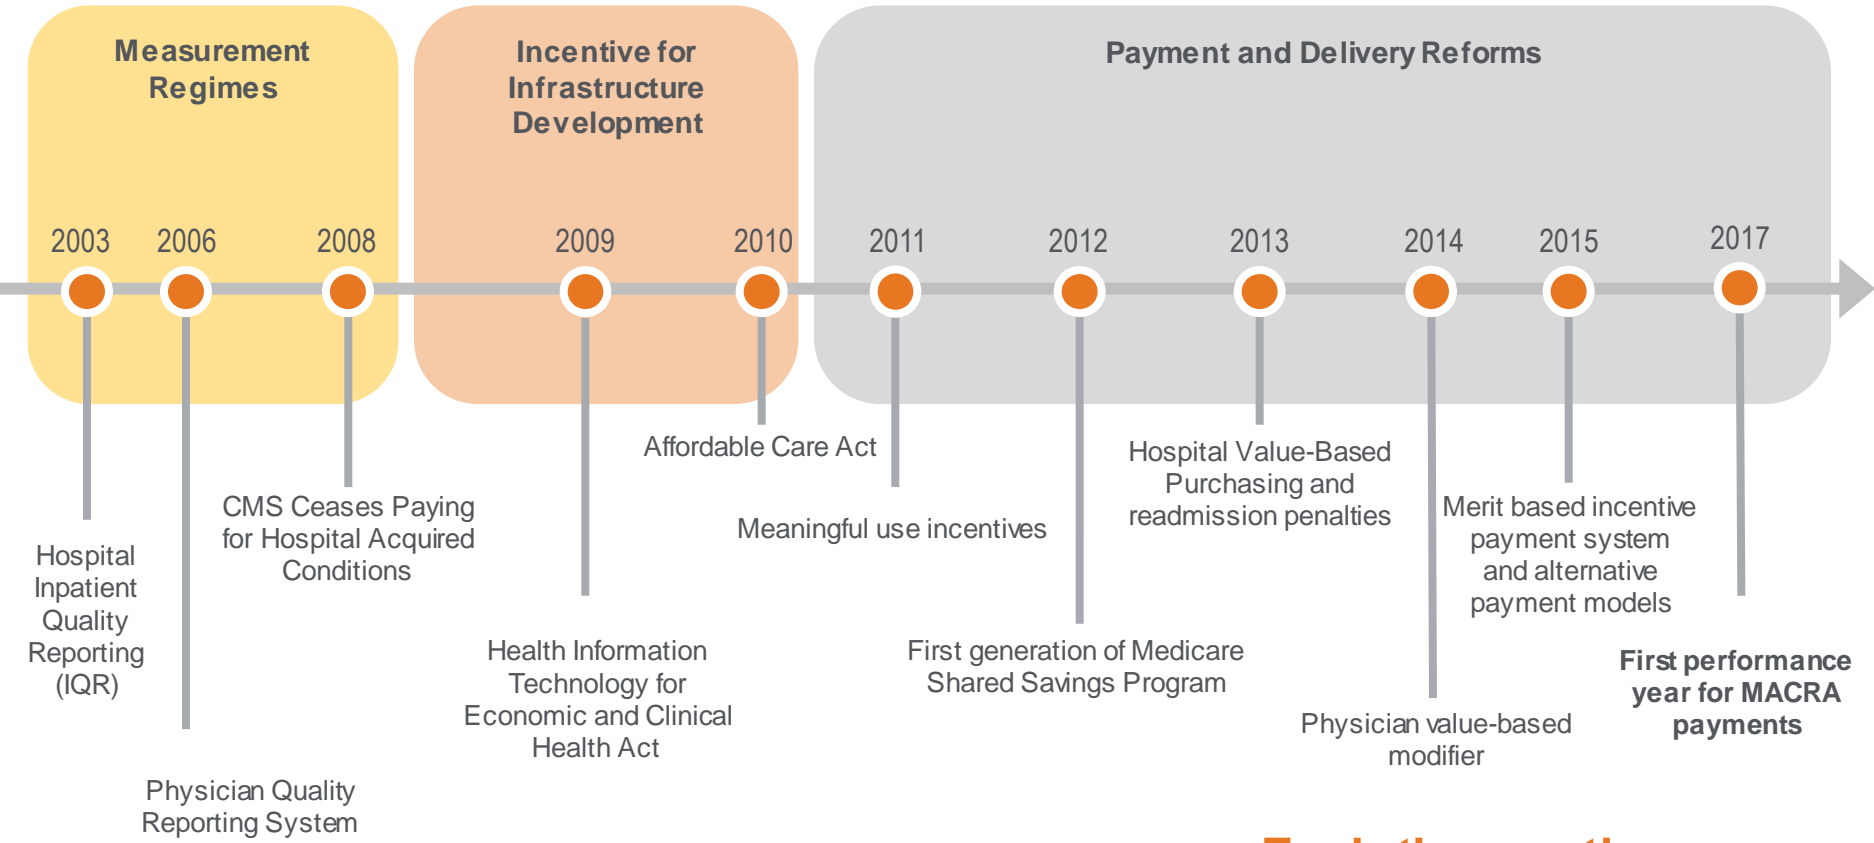 Measurement
Regimes
Incentive for
Infrastructure
Development
Payment and Delivery Reforms
2003
2006
2008
2009
2010
2011
2012
2013
2014
2015
2017
Hospital
Inpatient
Quality
Reporting
(IQR)
Physician Quality
Reporting System
CMS Ceases Paying
for Hospital Acquired
Conditions
Health Information
Technology for
Economic and Clinical
Health Act
Affordable Care Act
Meaningful use incentives
First generation of Medicare
Shared Savings Program
Hospital Value-Based
Purchasing and
readmission penalties
Physician value-based
modifier
Merit based incentive
payment system
and alternative
payment models
First performance
year for MACRA
payments